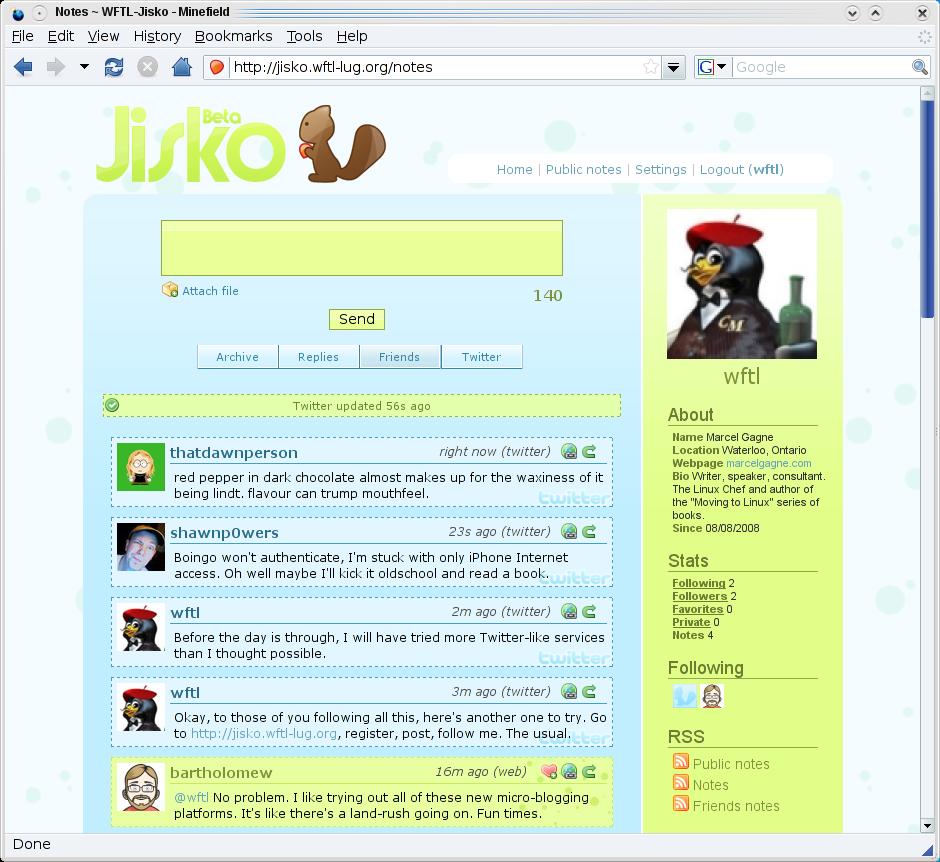 Notes ~ WFTL-Jisko - Minefield
File Edit View History Bookmarks Tools Help
http://jisko.wftl-lug.org/notes
G Google
Jisko Beta
Home | Public notes | Settings | Logout (wftl)
Attach file
140
Send
Archive Replies Friends Twitter
Twitter updated 56s ago
thatdawnperson right now (twitter)
red pepper in dark chocolate almost makes up for the waxiness of it
being lindt. flavour can trump mouthfeel.
twitter
shawnp0wers 23s ago (twitter)
Boingo won't authenticate, I'm stuck with only iPhone Internet
access. Oh well maybe I'll kick it oldschool and read a book.
twitter
wftl 2m ago (twitter)
Before the day is through, I will have tried more Twitter-like services
than I thought possible.
twitter
wftl 3m ago (twitter)
Okay, to those of you following all this, here's another one to try. Go
to http://jisko.wftl-lug.org, register, post, follow me. The usual.
twitter
bartholomew 16m ago (web)
@wftl No problem. I like trying out all of these new micro-blogging
platforms. It's like there's a land-rush going on. Fun times.
CM
wftl
About
Name Marcel Gagne
Location Waterloo, Ontario
Webpage marcelgagne.com
Bio Writer, speaker, consultant.
The Linux Chef and author of
the "Moving to Linux" series of
books.
Since 08/08/2008
Stats
Following 2
Followers 2
Favorites 0
Private 0
Notes 4
Following
RSS
Public notes
Notes
Friends notes
Done